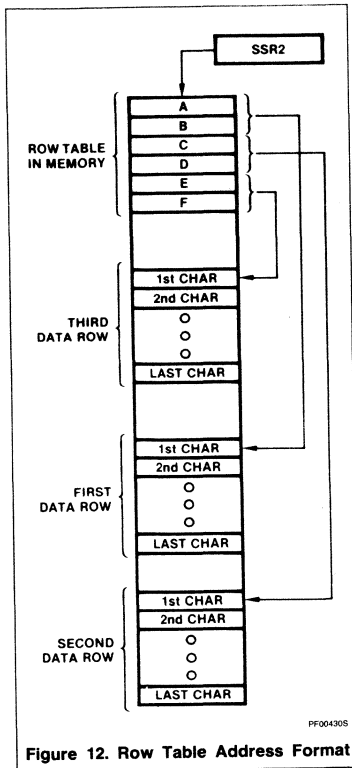 SSR2
A
B
ROW TABLE
IN MEMORY
C
D
E
F
1st CHAR
2nd CHAR
THIRD
DATA ROW
LAST CHAR
1st CHAR
2nd CHAR
FIRST
DATA ROW
LAST CHAR
1st CHAR
2nd CHAR
SECOND
DATA ROW
LAST CHAR
PF00430S
Figure 12. Row Table Address Format